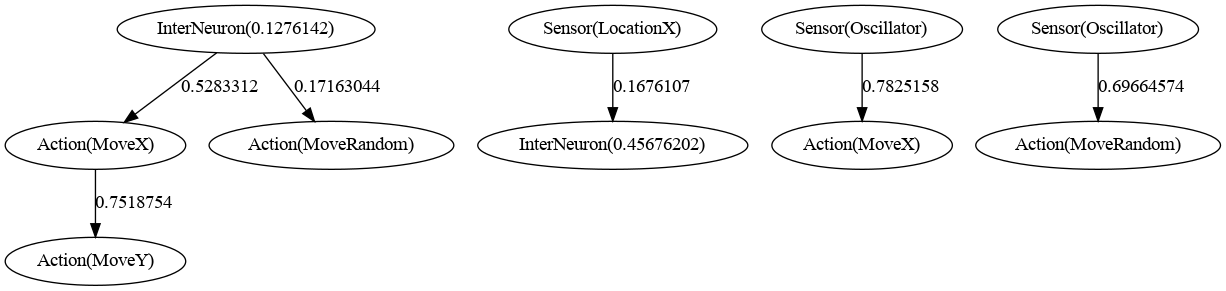 InterNeuron(0.1276142)
Sensor(LocationX)
Sensor(Oscillator)
Sensor(Oscillator)
0.5283312
0.17163044
0.1676107
0.7825158
0.69664574
Action(MoveX)
Action(MoveRandom)
InterNeuron(0.45676202)
Action(MoveX)
Action(MoveRandom)
0.7518754
Action(MoveY)